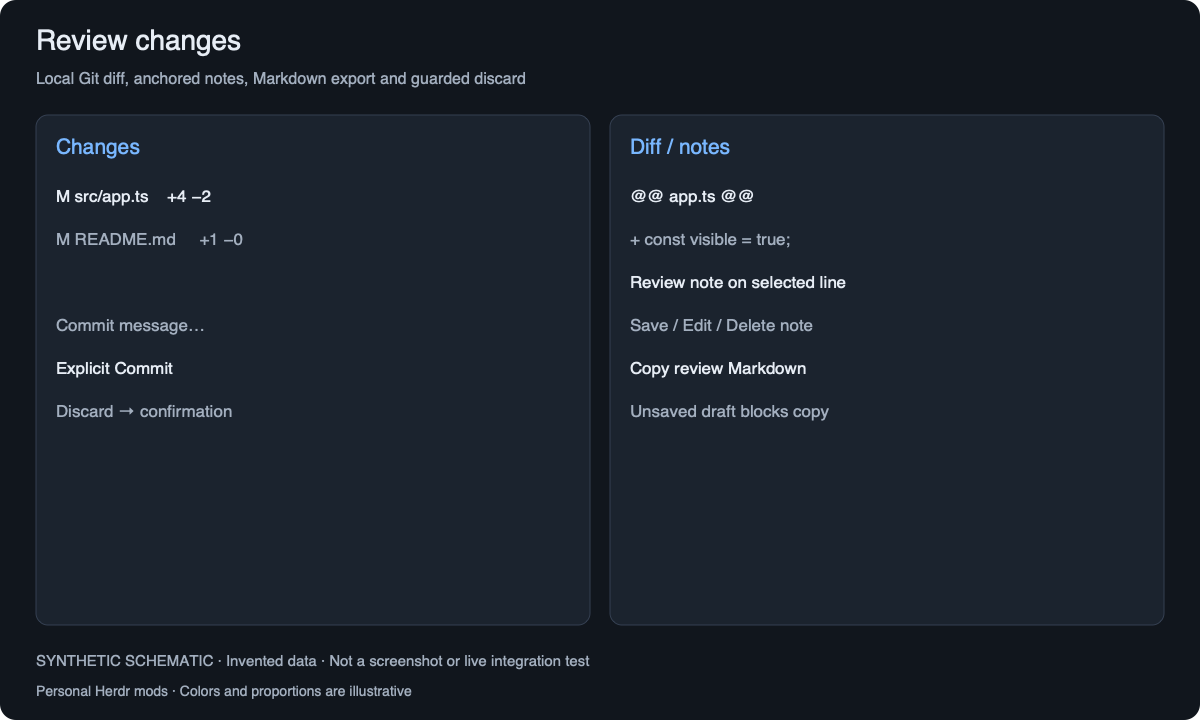 Review changes
Local Git diff, anchored notes, Markdown export and guarded discard
Changes
M src/app.ts +4 −2
M README.md +1 −0
Commit message…
Explicit Commit
Discard → confirmation
Diff / notes
@@ app.ts @@
+ const visible = true;
Review note on selected line
Save / Edit / Delete note
Copy review Markdown
Unsaved draft blocks copy
SYNTHETIC SCHEMATIC · Invented data · Not a screenshot or live integration test
Personal Herdr mods · Colors and proportions are illustrative